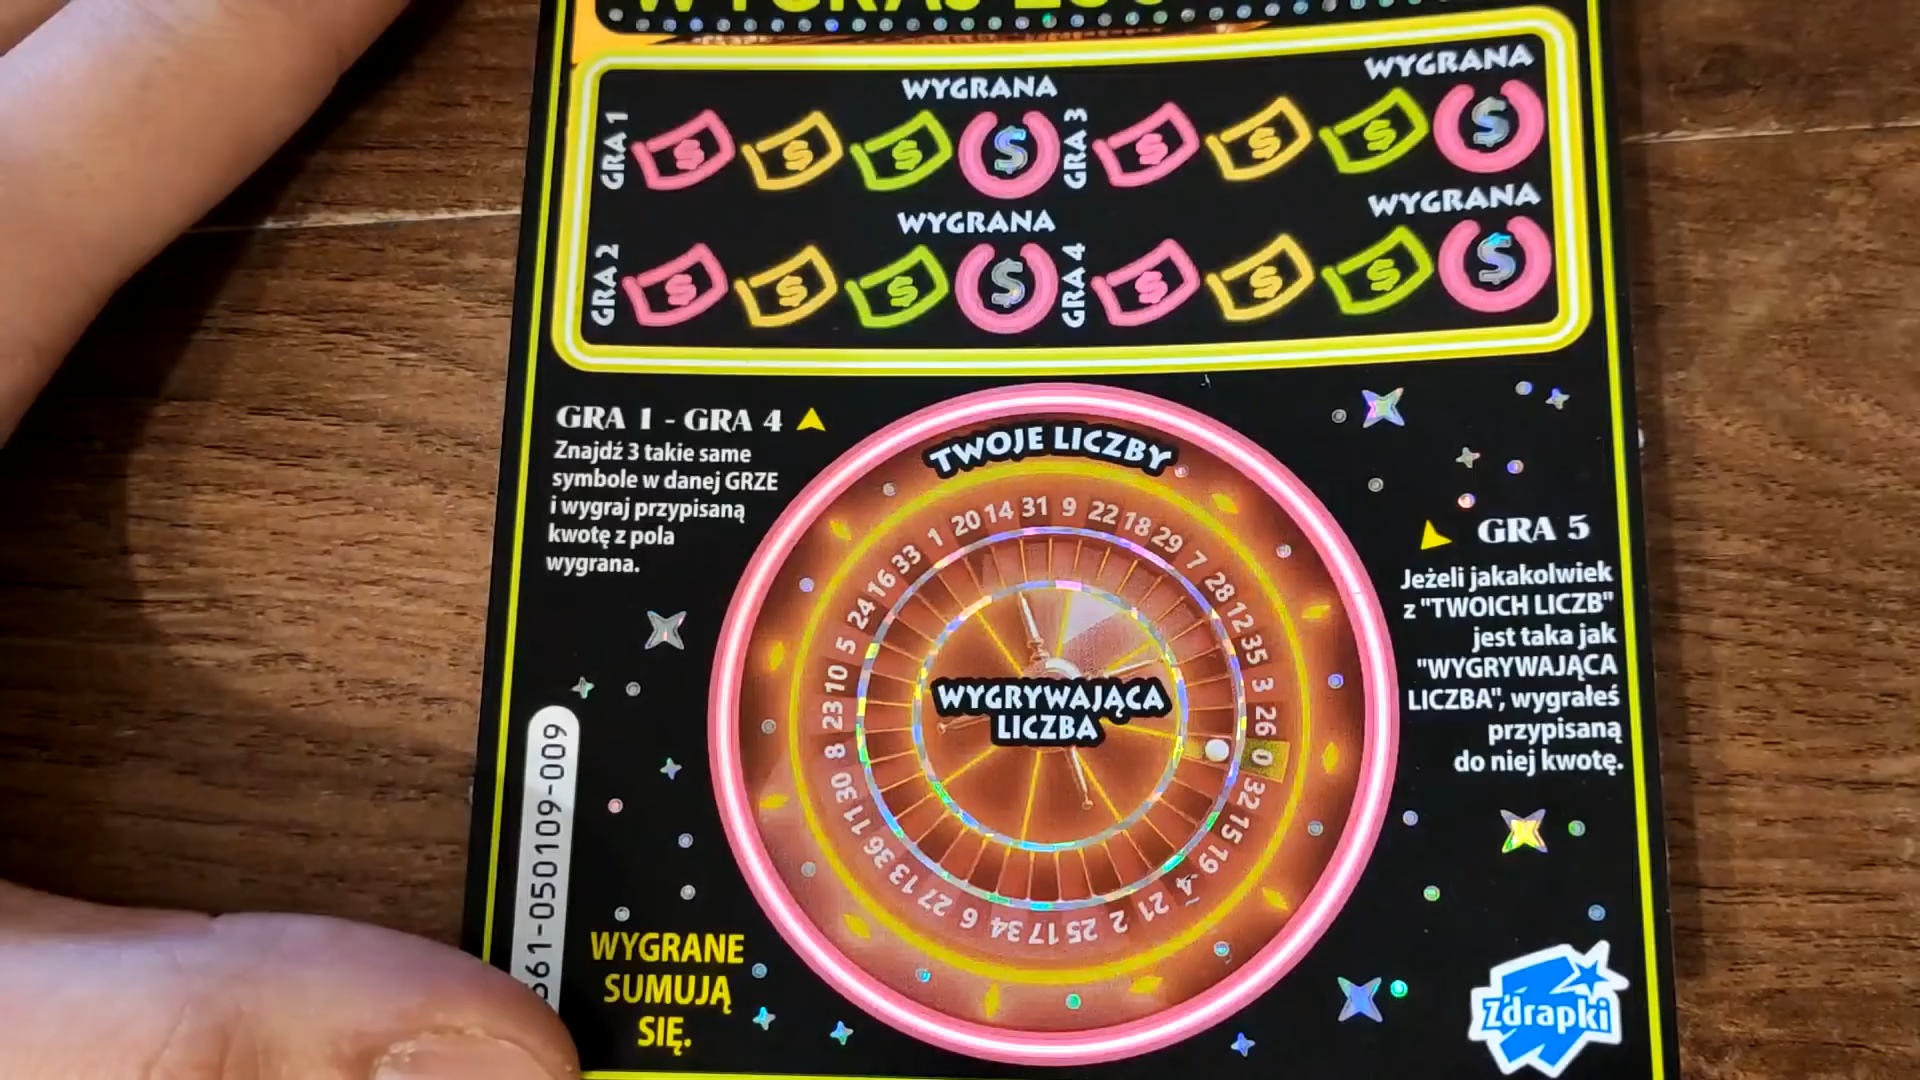 WYGRANA
WYGRANA
GRA 1
GRA 3
WYGRANA
WYGRANA
GRA 2
GRA 4
GRA 1 - GRA 4
Znajdź 3 takie same
symbole w danej GRZE
i wygraj przypisaną
kwotę z pola
wygrana.
TWOJE LICZBY
0 32 15 19 4 21 2 25 17 34 6 27 13 36 11 30 8 23 10 5 24 16 33 1 20 14 31 9 22 18 29 7 28 12 35 3 26
WYGRYWAJĄCA
LICZBA
GRA 5
Jeżeli jakakolwiek
z "TWOICH LICZB"
jest taka jak
"WYGRYWAJĄCA
LICZBA", wygrałeś
przypisaną
do niej kwotę.
661-050109-009
WYGRANE
SUMUJĄ
SIĘ.
Zdrapki